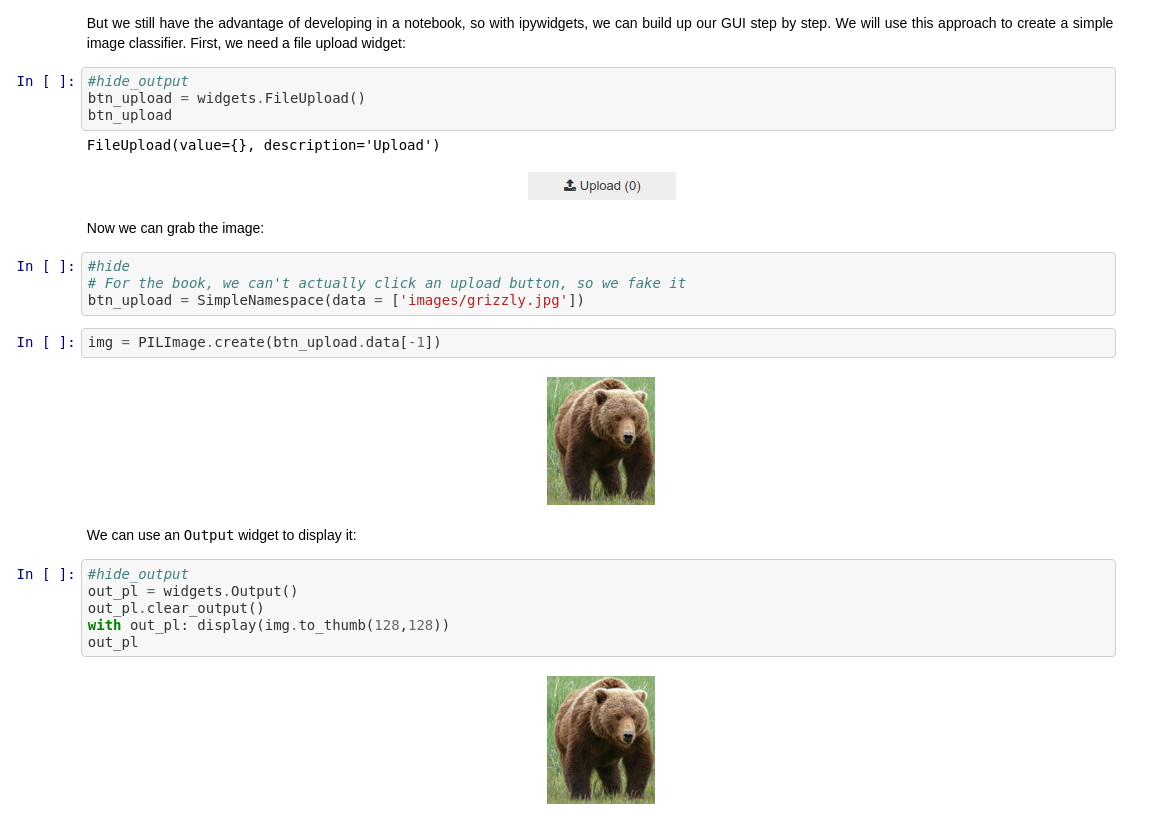 But we still have the advantage of developing in a notebook, so with ipywidgets, we can build up our GUI step by step. We will use this approach to create a simple
image classifier. First, we need a file upload widget:
In [ ]: #hide_output
btn_upload = widgets.FileUpload()
btn_upload
FileUpload(value={}, description='Upload')
Upload (0)
Now we can grab the image:
In [ ]: #hide
# For the book, we can't actually click an upload button, so we fake it
btn_upload = SimpleNamespace(data = ['images/grizzly.jpg'])
In [ ]: img = PILImage.create(btn_upload.data[-1])
We can use an Output widget to display it:
In [ ]: #hide_output
out_pl = widgets.Output()
out_pl.clear_output()
with out_pl: display(img.to_thumb(128,128))
out_pl